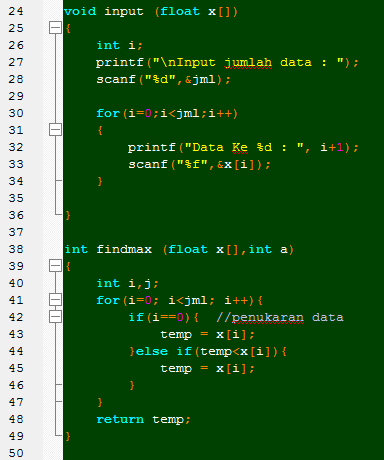 24 void input (float x[])
25 {
26     int i;
27     printf("\nInput jumlah data : ");
28     scanf("%d",&jml);
29
30     for(i=0;i<jml;i++)
31     {
32         printf("Data Ke %d : ", i+1);
33         scanf("%f",&x[i]);
34     }
35
36 }
37
38 int findmax (float x[],int a)
39 {
40     int i,j;
41     for(i=0; i<jml; i++){
42         if(i==0){  //penukaran data
43             temp = x[i];
44         }else if(temp<x[i]){
45             temp = x[i];
46         }
47     }
48     return temp;
49 }
50